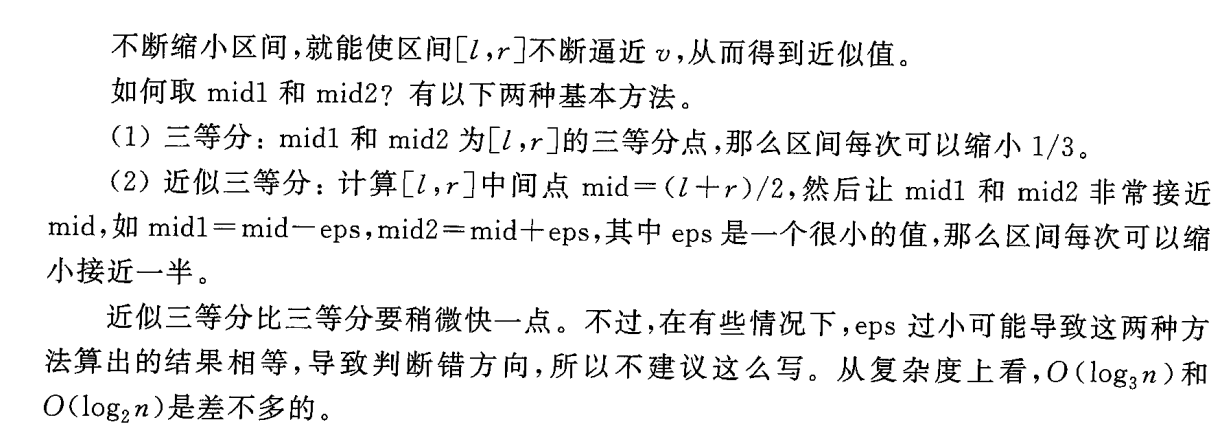 不断缩小区间,就能使区间[l,r]不断逼近 v,从而得到近似值。
如何取 mid1 和 mid2? 有以下两种基本方法。
(1) 三等分: mid1 和 mid2 为[l,r]的三等分点,那么区间每次可以缩小 1/3。
(2) 近似三等分: 计算[l,r]中间点 mid=(l+r)/2,然后让 mid1 和 mid2 非常接近
mid,如 mid1=mid-eps,mid2=mid+eps,其中 eps 是一个很小的值,那么区间每次可以缩
小接近一半。
近似三等分比三等分要稍微快一点。不过,在有些情况下,eps 过小可能导致这两种方
法算出的结果相等,导致判断错方向,所以不建议这么写。从复杂度上看,O(log₃n)和
O(log₂n)是差不多的。